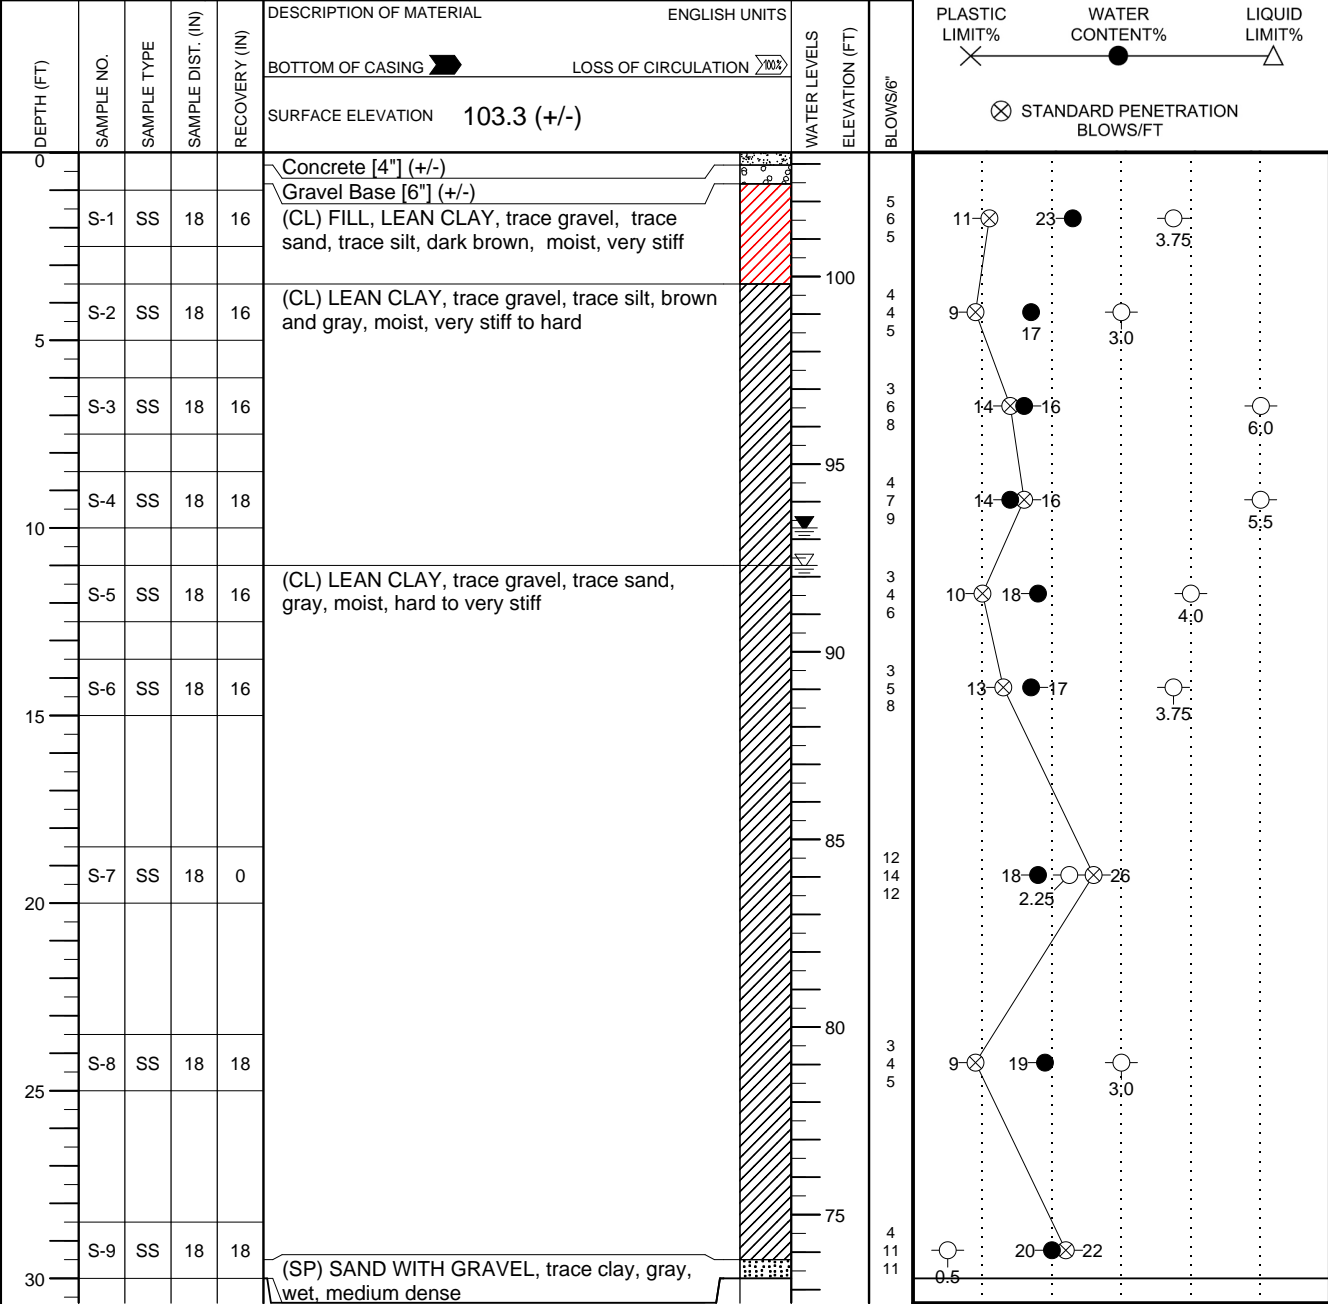 DEPTH (FT)
SAMPLE NO.
SAMPLE TYPE
SAMPLE DIST. (IN)
RECOVERY (IN)
DESCRIPTION OF MATERIAL ENGLISH UNITS
BOTTOM OF CASING LOSS OF CIRCULATION 100%
SURFACE ELEVATION 103.3 (+/-)
WATER LEVELS
ELEVATION (FT)
BLOWS/6"
PLASTIC LIMIT%
WATER CONTENT%
LIQUID LIMIT%
STANDARD PENETRATION
BLOWS/FT
0
Concrete [4"] (+/-)
Gravel Base [6"] (+/-)
S-1 SS 18 16
(CL) FILL, LEAN CLAY, trace gravel, trace
sand, trace silt, dark brown, moist, very stiff
5
6
5
11 23
3.75
100
S-2 SS 18 16
(CL) LEAN CLAY, trace gravel, trace silt, brown
and gray, moist, very stiff to hard
4
4
5
9
17 3.0
5
S-3 SS 18 16
3
6
8
14 16
6.0
95
S-4 SS 18 18
4
7
9
14 16
5.5
10
S-5 SS 18 16
(CL) LEAN CLAY, trace gravel, trace sand,
gray, moist, hard to very stiff
3
4
6
10 18
4.0
90
S-6 SS 18 16
3
5
8
13 17
3.75
15
85
S-7 SS 18 0
12
14
12
18 26
2.25
20
80
S-8 SS 18 18
3
4
5
9 19
3.0
25
75
S-9 SS 18 18
4
11
11
20 22
0.5
(SP) SAND WITH GRAVEL, trace clay, gray,
wet, medium dense
30